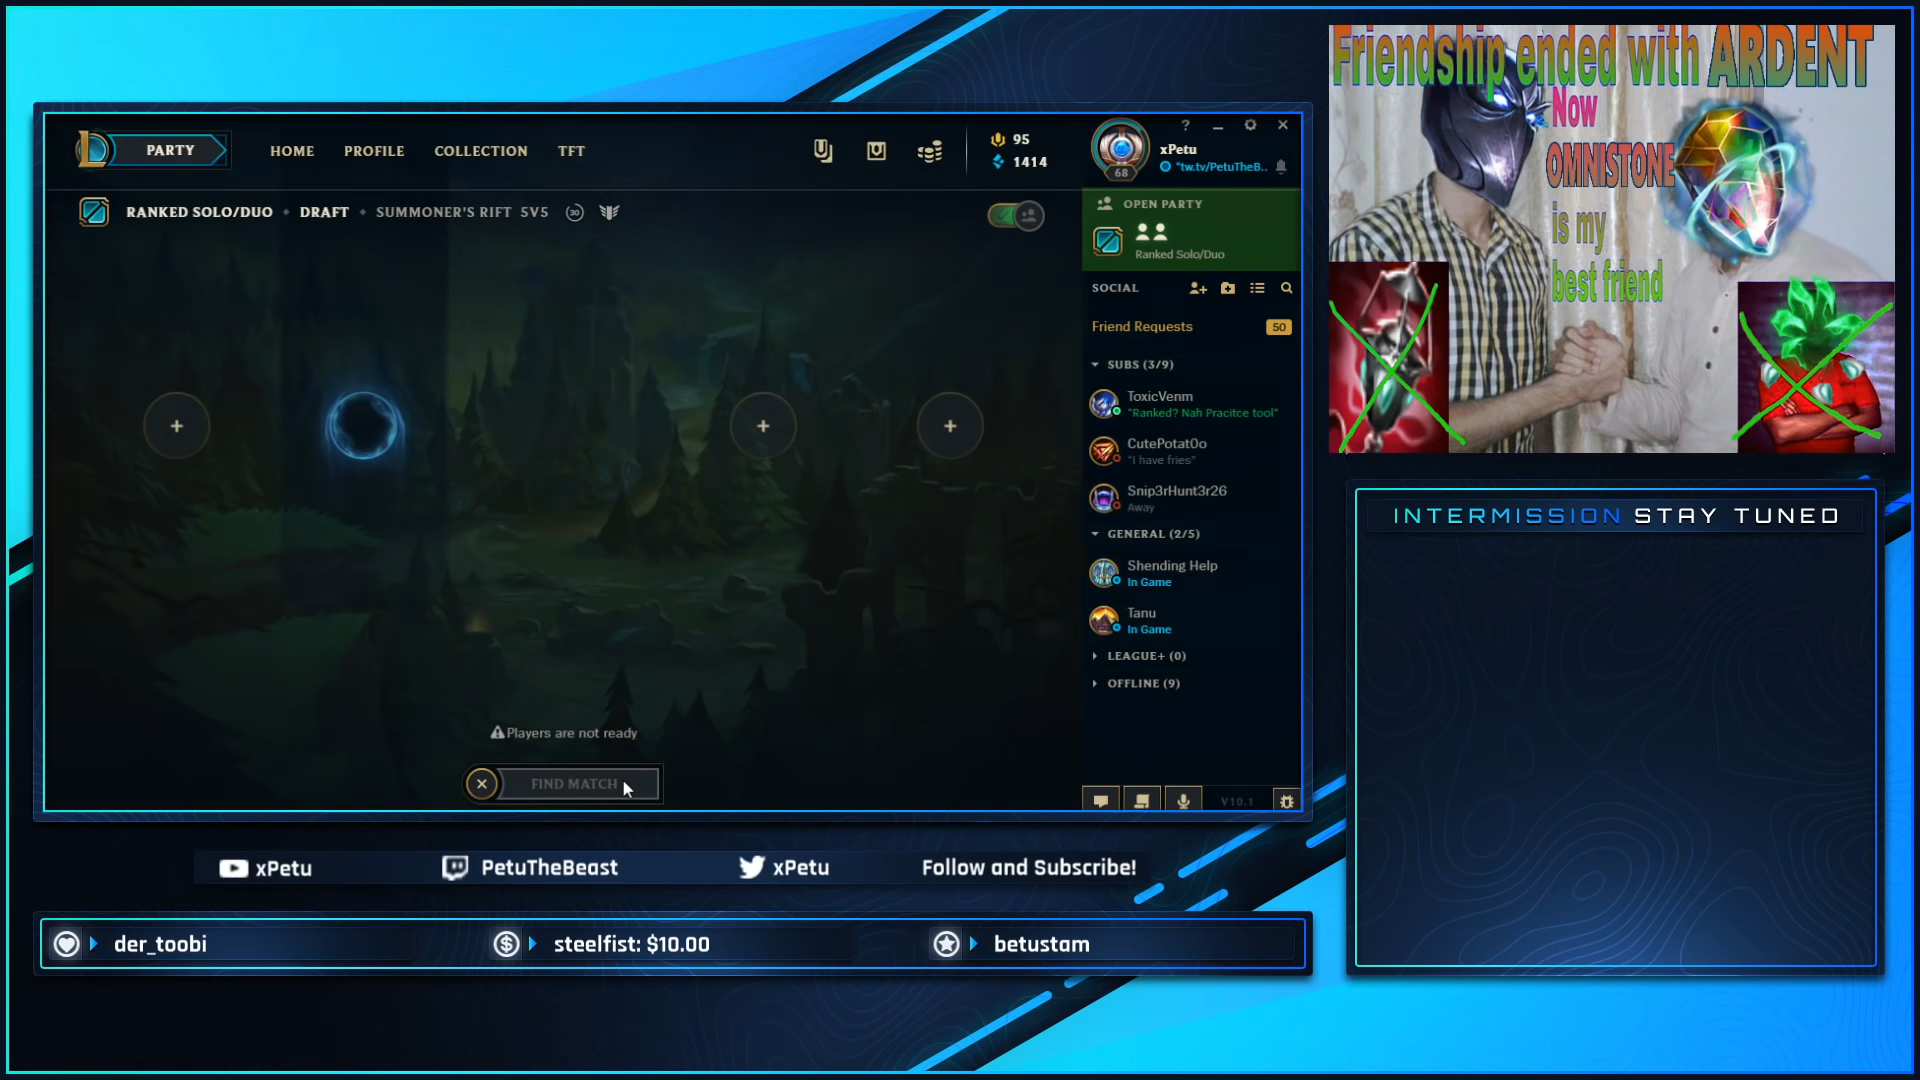 PARTY
HOME
PROFILE
COLLECTION
TFT
95
1414
?
68
xPetu
"tw.tv/PetuTheB..
RANKED SOLO/DUO
DRAFT
SUMMONER'S RIFT 5V5
30
OPEN PARTY
Ranked Solo/Duo
SOCIAL
Friend Requests
50
SUBS (3/9)
ToxicVenm
"Ranked? Nah Pracitce tool"
CutePotat0o
"I have fries"
Snip3rHunt3r26
Away
GENERAL (2/5)
Shending Help
In Game
Tanu
In Game
LEAGUE+ (0)
OFFLINE (9)
Players are not ready
FIND MATCH
V10.1
Friendship ended with ARDENT
Now
OMNISTONE
is my
best friend
INTERMISSION STAY TUNED
xPetu
PetuTheBeast
xPetu
Follow and Subscribe!
der_toobi
steelfist: $10.00
betustam